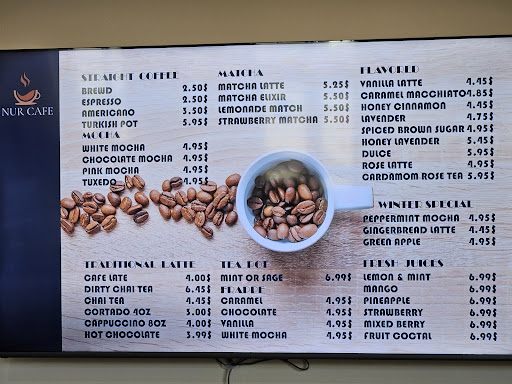 NUR CAFE
STRAIGHT COFFEE
BREWD 2.50$
ESPRESSO 2.50$
AMERICANO 3.50$
TURKISH POT 5.95$
MOCHA
WHITE MOCHA 4.95$
CHOCOLATE MOCHA 4.95$
PINK MOCHA 4.95$
TUXEDO 4.95$
MATCHA
MATCHA LATTE 5.25$
MATCHA ELIXIR 5.50$
LEMONADE MATCH 5.50$
STRAWBERRY MATCHA 5.50$
FLAVORED
VANILLA LATTE 4.45$
CARAMEL MACCHIATO 4.85$
HONEY CINNAMON 4.45$
LAVENDER 4.75$
SPICED BROWN SUGAR 4.95$
HONEY LAVENDER 5.45$
DULCE 5.95$
ROSE LATTE 4.95$
CARDAMOM ROSE TEA 5.95$
WINTER SPECIAL
PEPPERMINT MOCHA 4.95$
GINGERBREAD LATTE 4.45$
GREEN APPLE 4.95$
TRADITIONAL LATTE
CAFE LATE 4.00$
DIRTY CHAI TEA 6.45$
CHAI TEA 4.45$
CORTADO 4OZ 3.00$
CAPPUCCINO 8OZ 4.00$
HOT CHOCOLATE 3.99$
TEA POT
MINT OR SAGE 6.99$
FRAPPE
CARAMEL 4.95$
CHOCOLATE 4.95$
VANILLA 4.95$
WHITE MOCHA 4.95$
FRESH JUICES
LEMON & MINT 6.99$
MANGO 6.99$
PINEAPPLE 6.99$
STRAWBERRY 6.99$
MIXED BERRY 6.99$
FRUIT COCTAL 6.99$